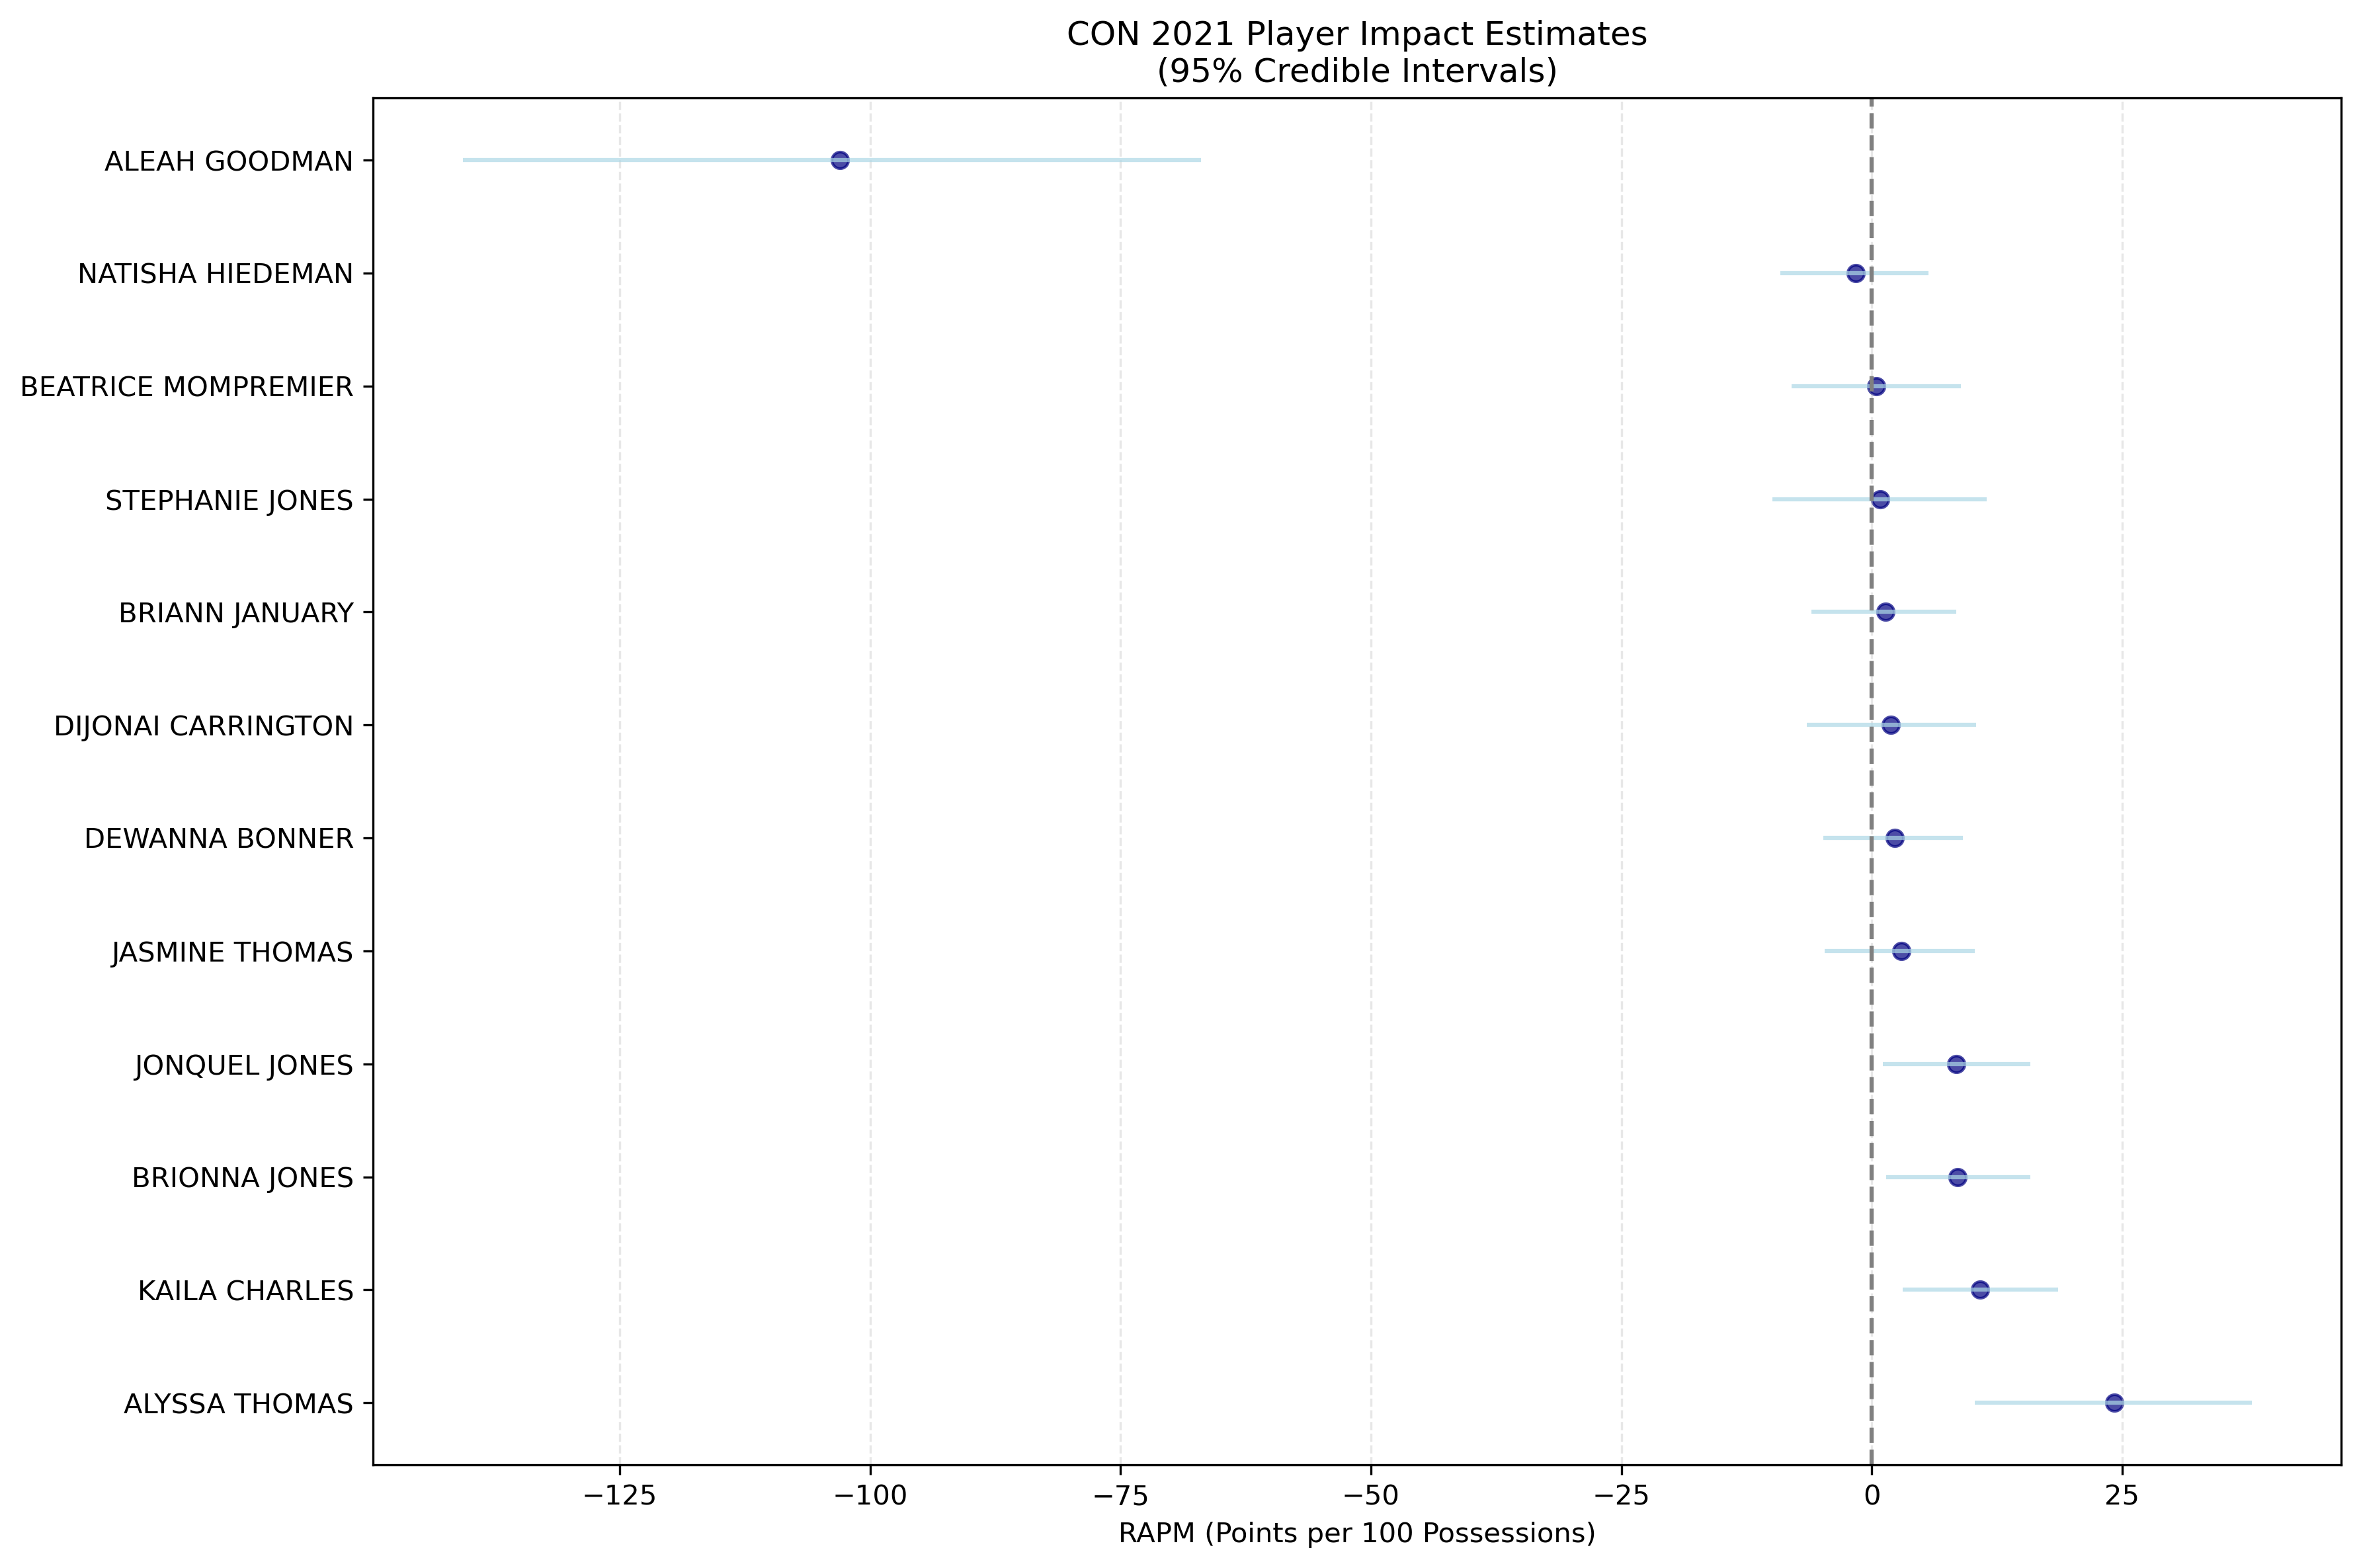 CON 2021 Player Impact Estimates
(95% Credible Intervals)
ALEAH GOODMAN
NATISHA HIEDEMAN
BEATRICE MOMPREMIER
STEPHANIE JONES
BRIANN JANUARY
DIJONAI CARRINGTON
DEWANNA BONNER
JASMINE THOMAS
JONQUEL JONES
BRIONNA JONES
KAILA CHARLES
ALYSSA THOMAS
−125 −100 −75 −50 −25 0 25
RAPM (Points per 100 Possessions)